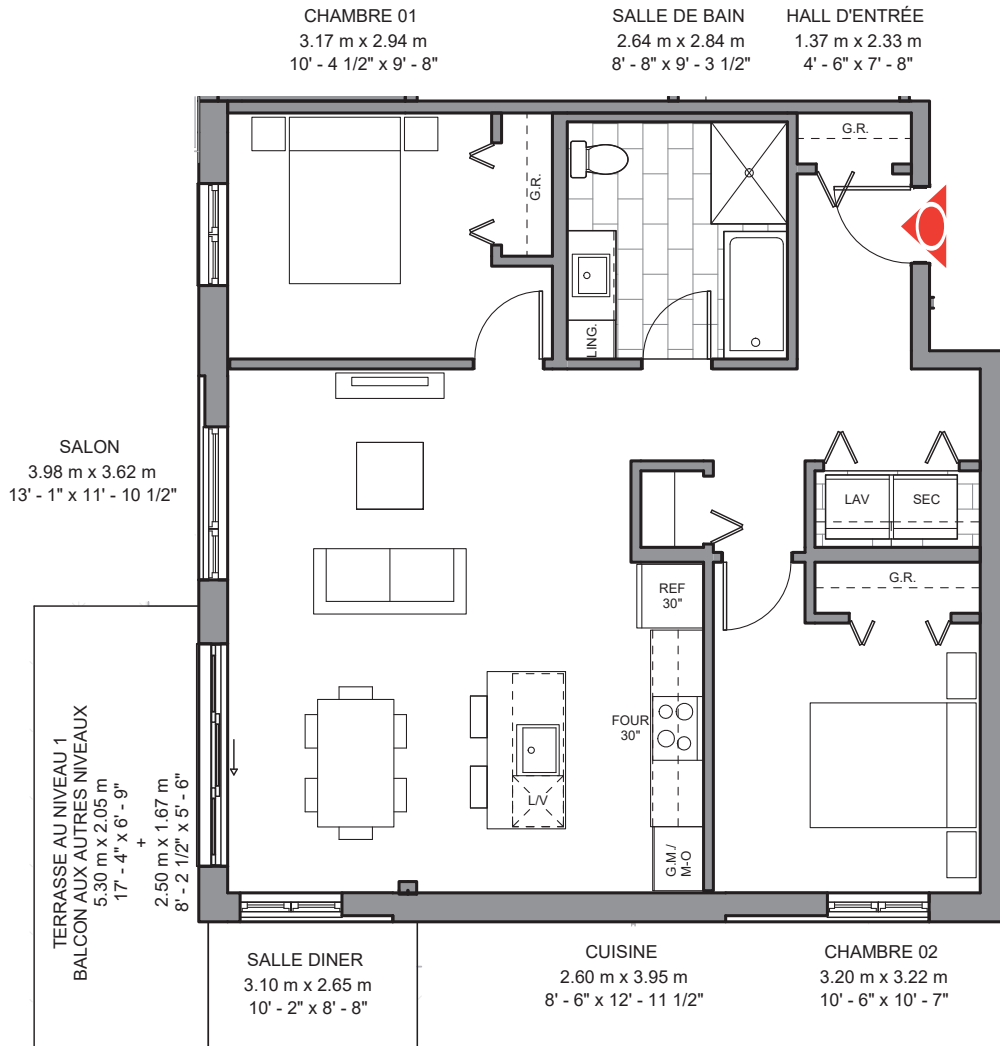 CHAMBRE 01
3.17 m x 2.94 m
10' - 4 1/2" x 9' - 8"
SALLE DE BAIN
2.64 m x 2.84 m
8' - 8" x 9' - 3 1/2"
HALL D'ENTRÉE
1.37 m x 2.33 m
4' - 6" x 7' - 8"
G.R.
G.R.
LING.
SALON
3.98 m x 3.62 m
13' - 1" x 11' - 10 1/2"
LAV
SEC
G.R.
REF
30"
FOUR
30"
L/V
G.M./
M-O
TERRASSE AU NIVEAU 1
BALCON AUX AUTRES NIVEAUX
5.30 m x 2.05 m
17' - 4" x 6' - 9"
+
2.50 m x 1.67 m
8' - 2 1/2" x 5' - 6"
SALLE DINER
3.10 m x 2.65 m
10' - 2" x 8' - 8"
CUISINE
2.60 m x 3.95 m
8' - 6" x 12' - 11 1/2"
CHAMBRE 02
3.20 m x 3.22 m
10' - 6" x 10' - 7"